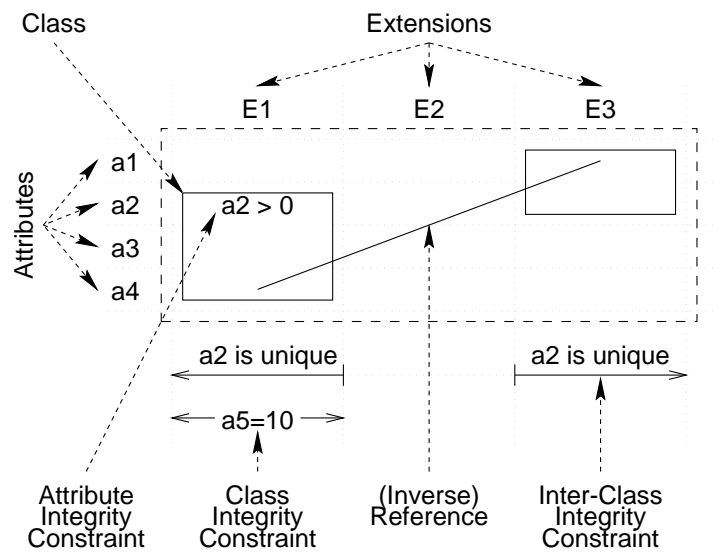 Class
Extensions
E1 E2 E3
Attributes
a1
a2
a3
a4
a2 > 0
a2 is unique
a2 is unique
a5=10
Attribute
Integrity
Constraint
Class
Integrity
Constraint
(Inverse)
Reference
Inter-Class
Integrity
Constraint